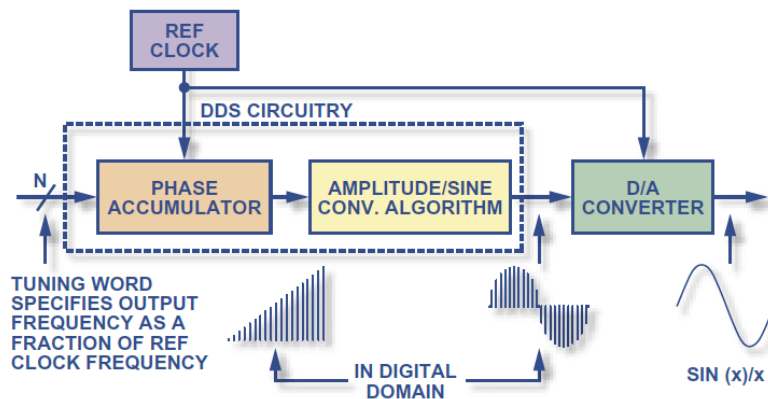 REF
CLOCK
DDS CIRCUITRY
N
PHASE
ACCUMULATOR
AMPLITUDE/SINE
CONV. ALGORITHM
D/A
CONVERTER
TUNING WORD
SPECIFIES OUTPUT
FREQUENCY AS A
FRACTION OF REF
CLOCK FREQUENCY
IN DIGITAL
DOMAIN
SIN (x)/x